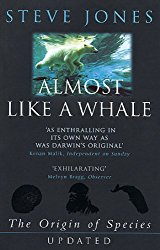 STEVE JONES
ALMOST
LIKE A WHALE
'AS ENTHRALLING IN
ITS OWN WAY AS
WAS DARWIN'S ORIGINAL'
Kenan Malik, Independent on Sunday
'EXHILARATING'
Melvyn Bragg, Observer
The Origin of Species
UPDATED